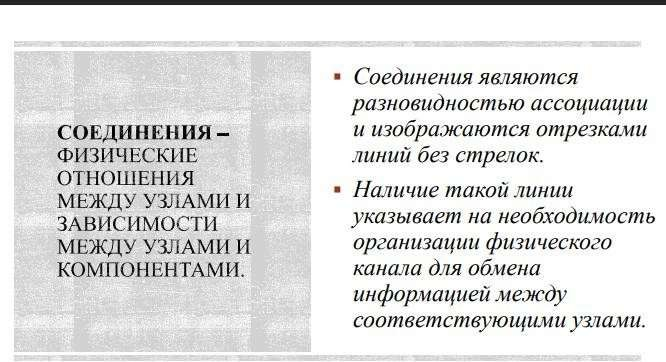 СОЕДИНЕНИЯ –
ФИЗИЧЕСКИЕ
ОТНОШЕНИЯ
МЕЖДУ УЗЛАМИ И
ЗАВИСИМОСТИ
МЕЖДУ УЗЛАМИ И
КОМПОНЕНТАМИ.
▪ Соединения являются
разновидностью ассоциации
и изображаются отрезками
линий без стрелок.
▪ Наличие такой линии
указывает на необходимость
организации физического
канала для обмена
информацией между
соответствующими узлами.